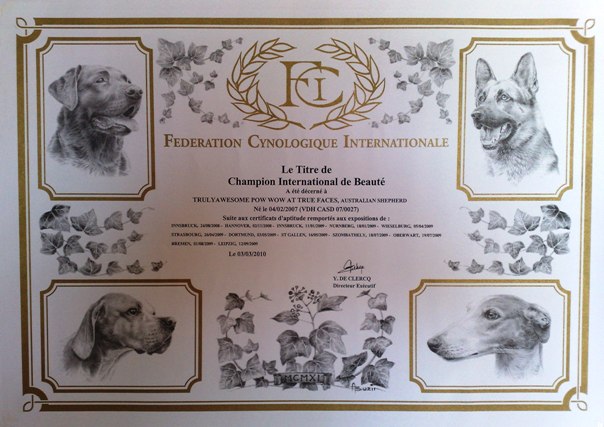 FCI
FEDERATION CYNOLOGIQUE INTERNATIONALE
Le Titre de
Champion International de Beauté
A été décerné à
TRULYAWESOME POW WOW AT TRUE FACES, AUSTRALIAN SHEPHERD
Né le 04/02/2007 (VDH CASD 07/0027)
Suite aux certificats d'aptitude remportés aux expositions de :
INNSBRUCK, 24/08/2008 - HANNOVER, 02/11/2008 - INNSBRUCK, 11/01/2009 - NURNBERG, 18/01/2009 - WIESELBURG, 05/04/2009
STRASBOURG, 26/04/2009 - DORTMUND, 03/05/2009 - ST GALLEN, 16/05/2009 - SZOMBATHELY, 18/07/2009 - OBERWART, 19/07/2009
BREMEN, 01/08/2009 - LEIPZIG, 12/09/2009
Le 03/03/2010
Y. DE CLERCQ
Directeur Exécutif